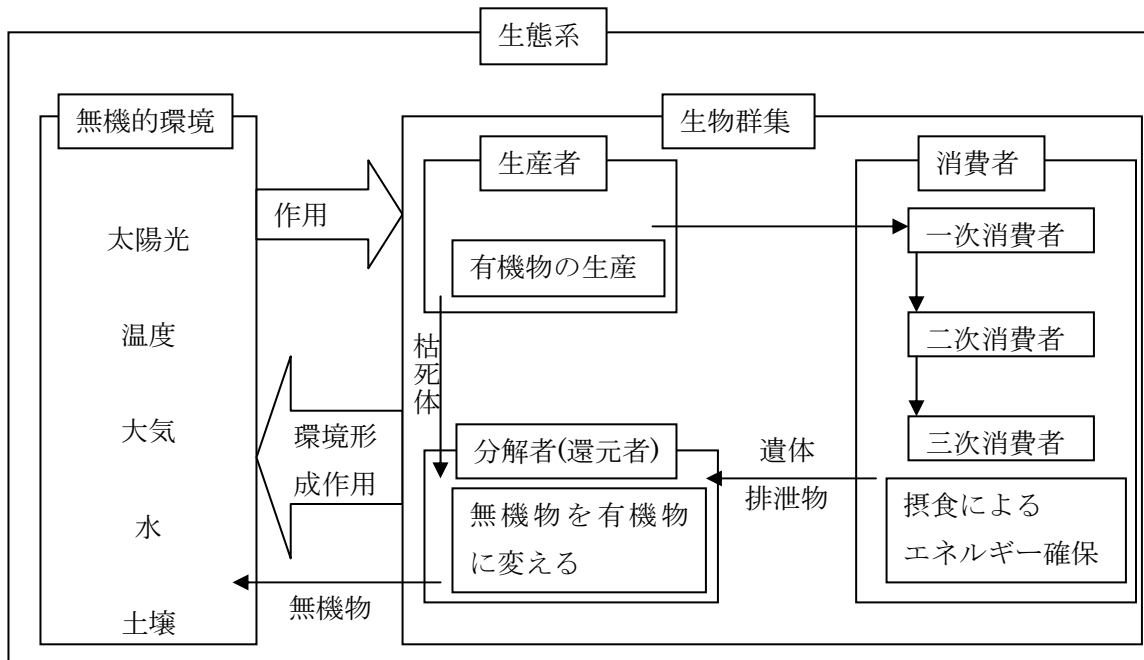 生態系
無機的環境
太陽光
温度
大気
水
土壌
作用
環境形
成作用
無機物
生物群集
生産者
有機物の生産
枯死体
分解者(還元者)
無機物を有機物
に変える
遺体
排泄物
消費者
一次消費者
二次消費者
三次消費者
摂食による
エネルギー確保